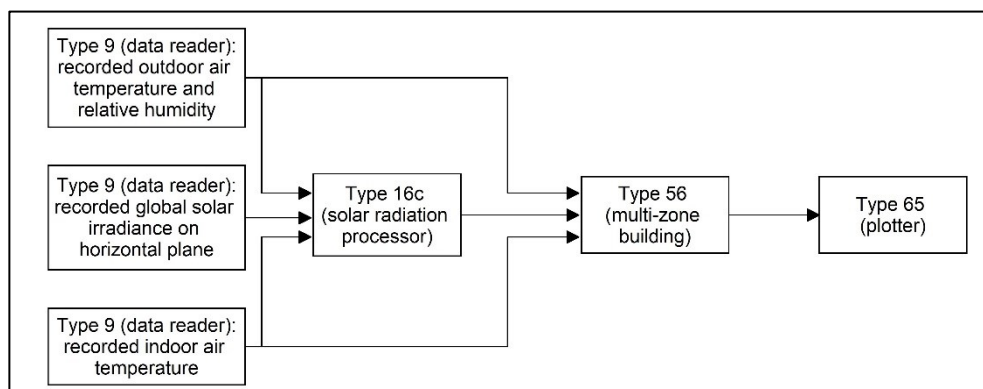 Type 9 (data reader):
recorded outdoor air
temperature and
relative humidity
Type 9 (data reader):
recorded global solar
irradiance on
horizontal plane
Type 9 (data reader):
recorded indoor air
temperature
Type 16c
(solar radiation
processor)
Type 56
(multi-zone
building)
Type 65
(plotter)